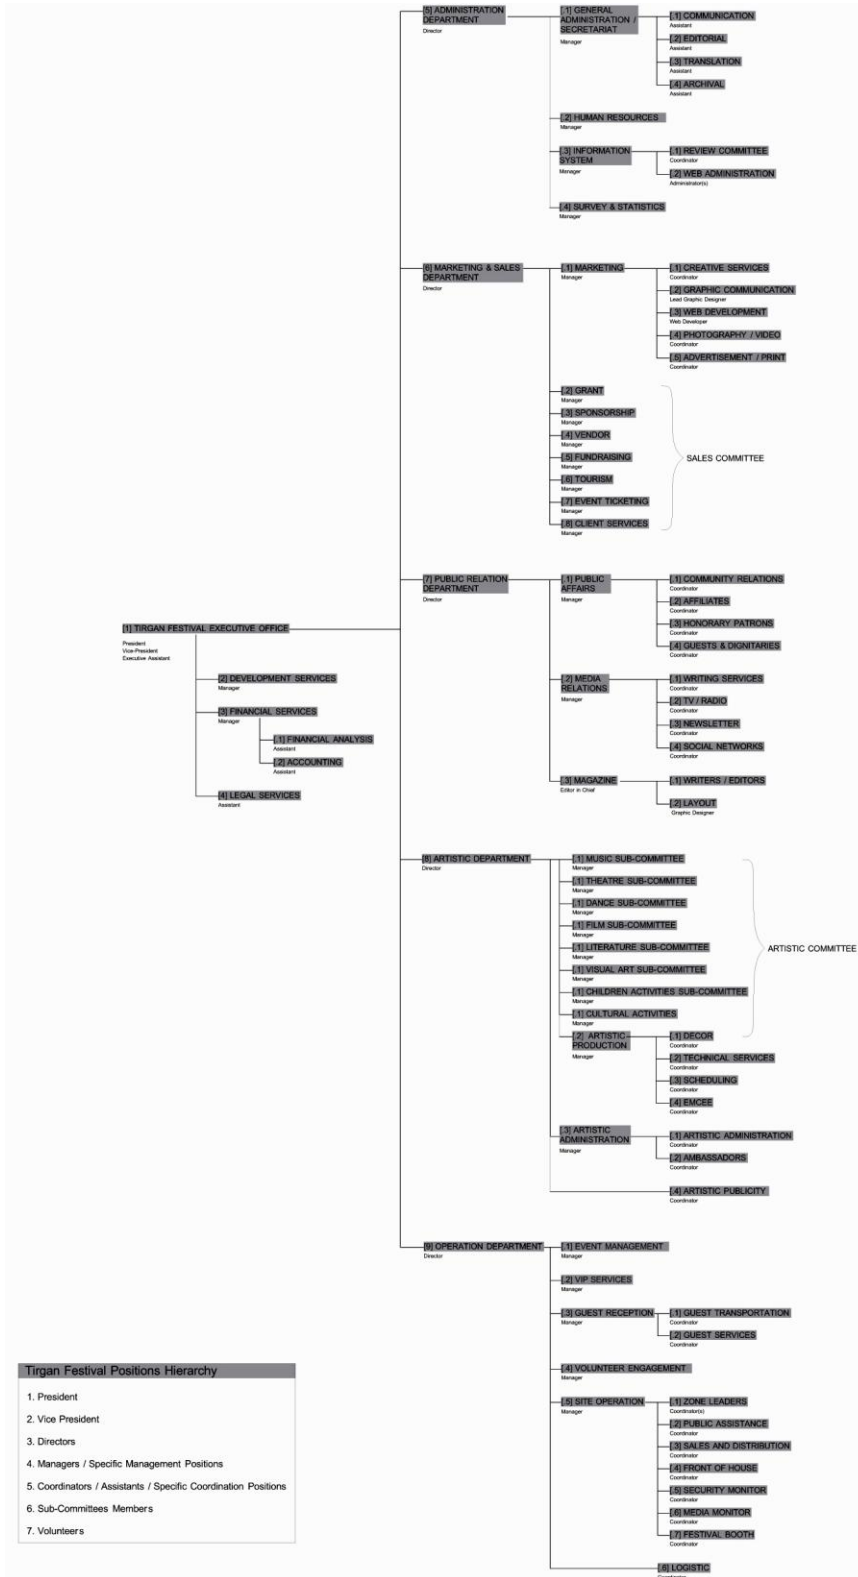 [5] ADMINISTRATION
DEPARTMENT
Director
[.1] GENERAL
ADMINISTRATION /
SECRETARIAT
Manager
[.1] COMMUNICATION
Assistant
[.2] EDITORIAL
Assistant
[.3] TRANSLATION
Assistant
[.4] ARCHIVAL
Assistant
[.2] HUMAN RESOURCES
Manager
[.3] INFORMATION
SYSTEM
Manager
[.1] REVIEW COMMITTEE
Coordinator
[.2] WEB ADMINISTRATION
Administrator(s)
[.4] SURVEY & STATISTICS
Manager
[6] MARKETING & SALES
DEPARTMENT
Director
[.1] MARKETING
Manager
[.1] CREATIVE SERVICES
Coordinator
[.2] GRAPHIC COMMUNICATION
Lead Graphic Designer
[.3] WEB DEVELOPMENT
Web Developer
[.4] PHOTOGRAPHY / VIDEO
Coordinator
[.5] ADVERTISEMENT / PRINT
Coordinator
[.2] GRANT
Manager
[.3] SPONSORSHIP
Manager
[.4] VENDOR
Manager
[.5] FUNDRAISING
Manager
[.6] TOURISM
Manager
[.7] EVENT TICKETING
Manager
[.8] CLIENT SERVICES
Manager
SALES COMMITTEE
[7] PUBLIC RELATION
DEPARTMENT
Director
[.1] PUBLIC
AFFAIRS
Manager
[.1] COMMUNITY RELATIONS
Coordinator
[.2] AFFILIATES
Coordinator
[.3] HONORARY PATRONS
Coordinator
[.4] GUESTS & DIGNITARIES
Coordinator
[.2] MEDIA
RELATIONS
Manager
[.1] WRITING SERVICES
Coordinator
[.2] TV / RADIO
Coordinator
[.3] NEWSLETTER
Coordinator
[.4] SOCIAL NETWORKS
Coordinator
[.3] MAGAZINE
Editor in Chief
[.1] WRITERS / EDITORS
[.2] LAYOUT
Graphic Designer
[1] TIRGAN FESTIVAL EXECUTIVE OFFICE
President
Vice-President
Executive Assistant
[2] DEVELOPMENT SERVICES
Manager
[3] FINANCIAL SERVICES
Manager
[.1] FINANCIAL ANALYSIS
Assistant
[.2] ACCOUNTING
Assistant
[4] LEGAL SERVICES
Assistant
[8] ARTISTIC DEPARTMENT
Director
[.1] MUSIC SUB-COMMITTEE
Manager
[.1] THEATRE SUB-COMMITTEE
Manager
[.1] DANCE SUB-COMMITTEE
Manager
[.1] FILM SUB-COMMITTEE
Manager
[.1] LITERATURE SUB-COMMITTEE
Manager
[.1] VISUAL ART SUB-COMMITTEE
Manager
[.1] CHILDREN ACTIVITIES SUB-COMMITTEE
Manager
[.1] CULTURAL ACTIVITIES
Manager
[.2] ARTISTIC
PRODUCTION
Manager
[.1] DECOR
Coordinator
[.2] TECHNICAL SERVICES
Coordinator
[.3] SCHEDULING
Coordinator
[.4] EMCEE
Coordinator
ARTISTIC COMMITTEE
[.3] ARTISTIC
ADMINISTRATION
Manager
[.1] ARTISTIC ADMINISTRATION
Coordinator
[.2] AMBASSADORS
Coordinator
[.4] ARTISTIC PUBLICITY
Coordinator
[9] OPERATION DEPARTMENT
Director
[.1] EVENT MANAGEMENT
Manager
[.2] VIP SERVICES
Manager
[.3] GUEST RECEPTION
Manager
[.1] GUEST TRANSPORTATION
Coordinator
[.2] GUEST SERVICES
Coordinator
[.4] VOLUNTEER ENGAGEMENT
Manager
[.5] SITE OPERATION
Manager
[.1] ZONE LEADERS
Coordinator(s)
[.2] PUBLIC ASSISTANCE
Coordinator
[.3] SALES AND DISTRIBUTION
Coordinator
[.4] FRONT OF HOUSE
Coordinator
[.5] SECURITY MONITOR
Coordinator
[.6] MEDIA MONITOR
Coordinator
[.7] FESTIVAL BOOTH
Coordinator
[.6] LOGISTIC
Coordinator
Tirgan Festival Positions Hierarchy
1. President
2. Vice President
3. Directors
4. Managers / Specific Management Positions
5. Coordinators / Assistants / Specific Coordination Positions
6. Sub-Committees Members
7. Volunteers